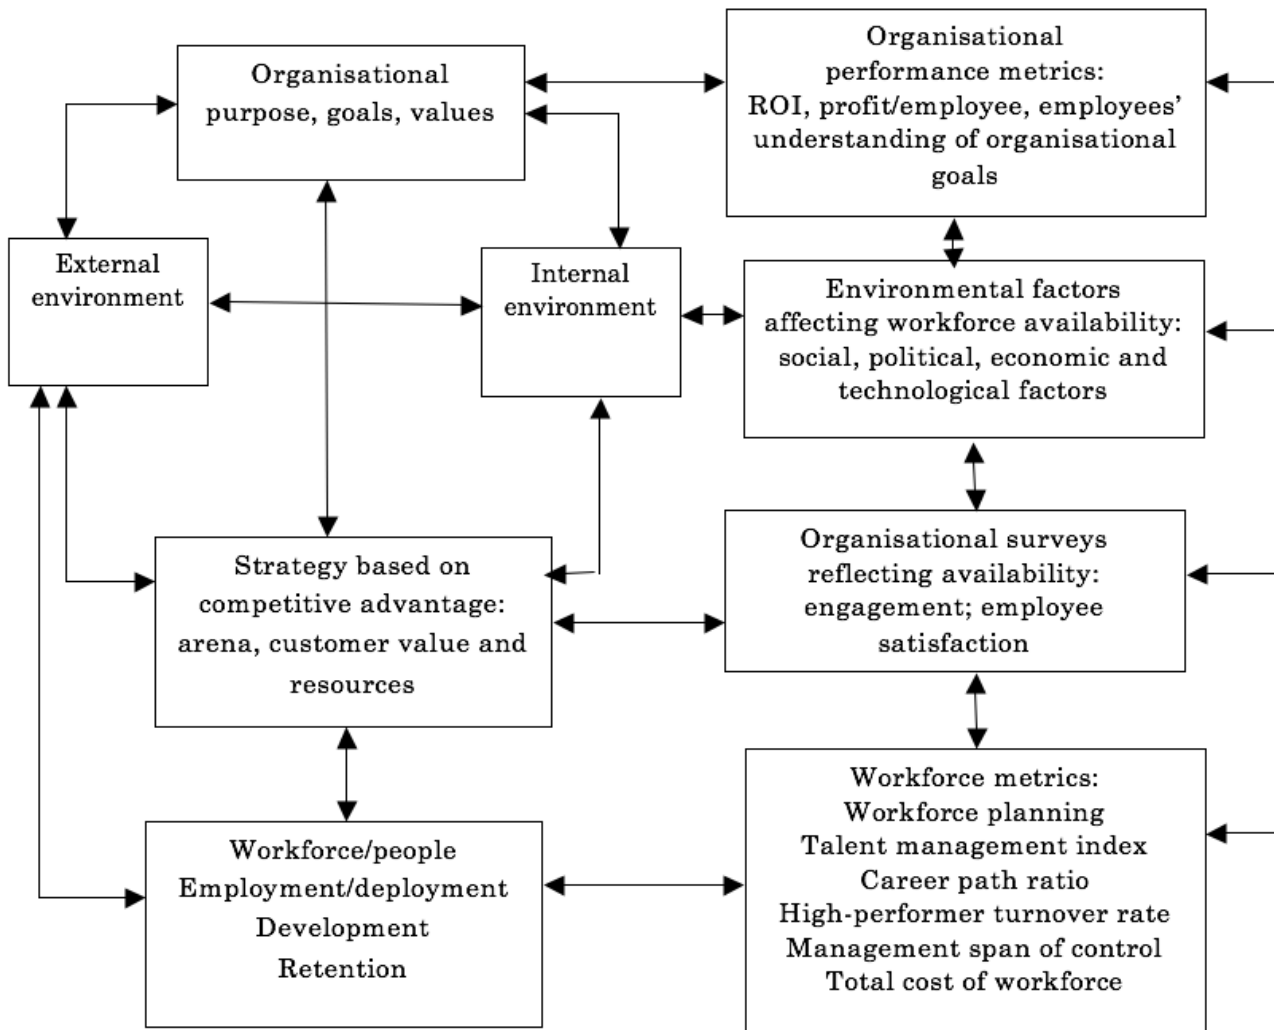 Organisational
purpose, goals, values
Organisational
performance metrics:
ROI, profit/employee, employees’
understanding of organisational
goals
External
environment
Internal
environment
Environmental factors
affecting workforce availability:
social, political, economic and
technological factors
Strategy based on
competitive advantage:
arena, customer value and
resources
Organisational surveys
reflecting availability:
engagement; employee
satisfaction
Workforce/people
Employment/deployment
Development
Retention
Workforce metrics:
Workforce planning
Talent management index
Career path ratio
High-performer turnover rate
Management span of control
Total cost of workforce